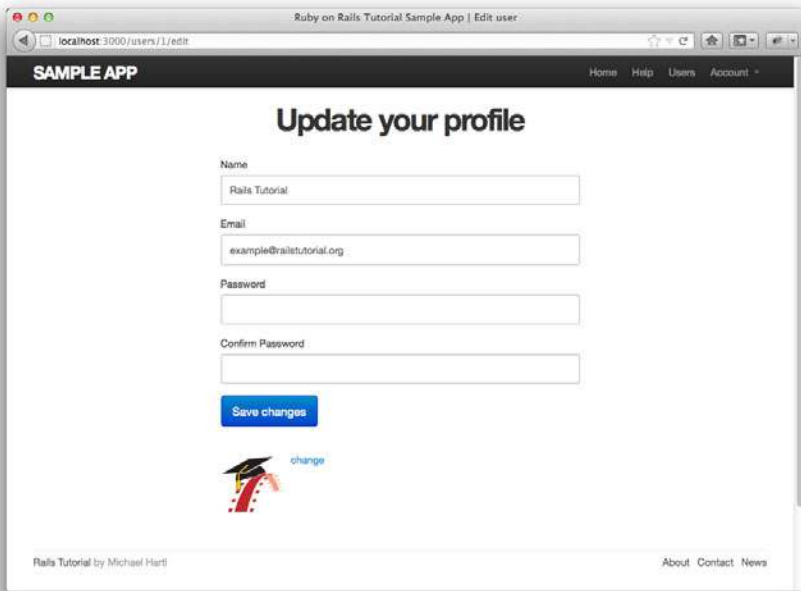 Ruby on Rails Tutorial Sample App | Edit user
localhost:3000/users/1/edit
SAMPLE APP
Home Help Users Account
Update your profile
Name
Rails Tutorial
Email
example@railstutorial.org
Password
Confirm Password
Save changes
change
Rails Tutorial by Michael Hartl
About Contact News